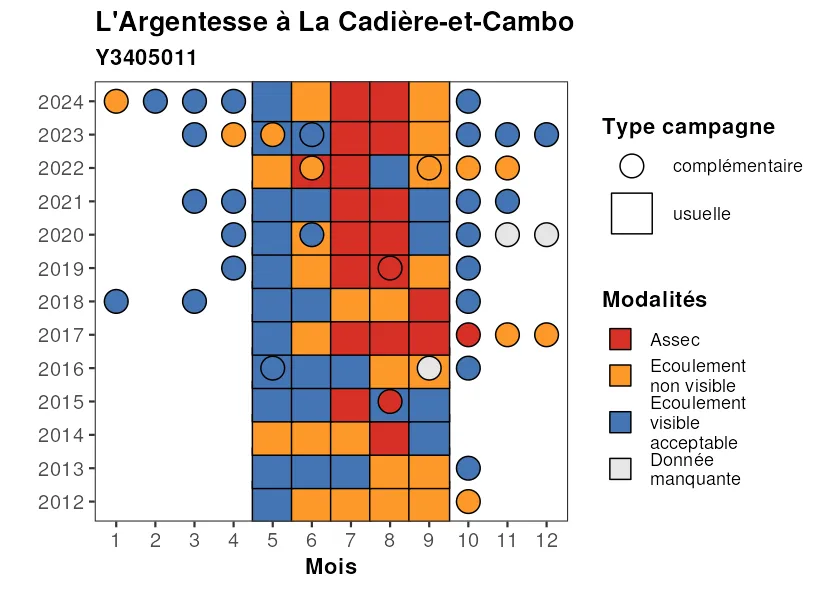 L'Argentesse à La Cadière-et-Cambo
Y3405011
2024
2023
2022
2021
2020
2019
2018
2017
2016
2015
2014
2013
2012
1 2 3 4 5 6 7 8 9 10 11 12
Mois
Type campagne
complémentaire
usuelle
Modalités
Assec
Ecoulement
non visible
Ecoulement
visible
acceptable
Donnée
manquante